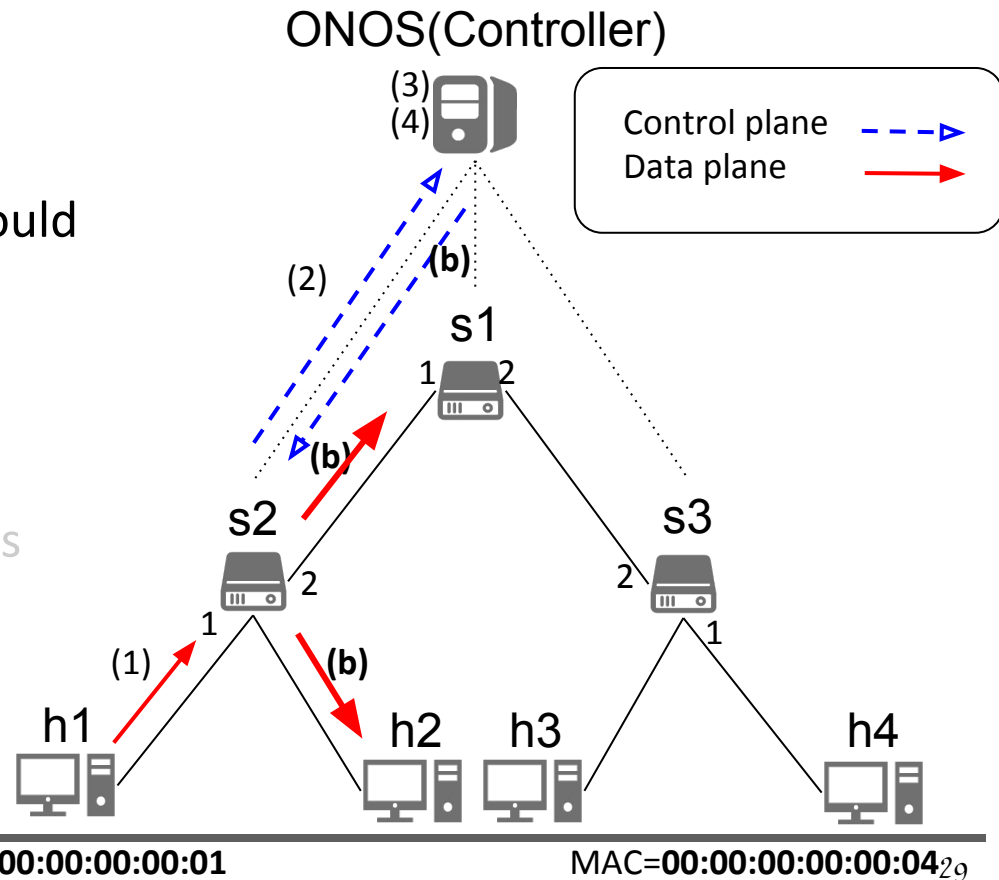 ONOS(Controller)
(3)
(4)
Control plane
Data plane
ould
(2)
(b)
s1
1
2
(b)
s2
s3
s
2
2
1
1
(1)
(b)
h1
h2
h3
h4
00:00:00:00:01
MAC=00:00:00:00:00:04
29